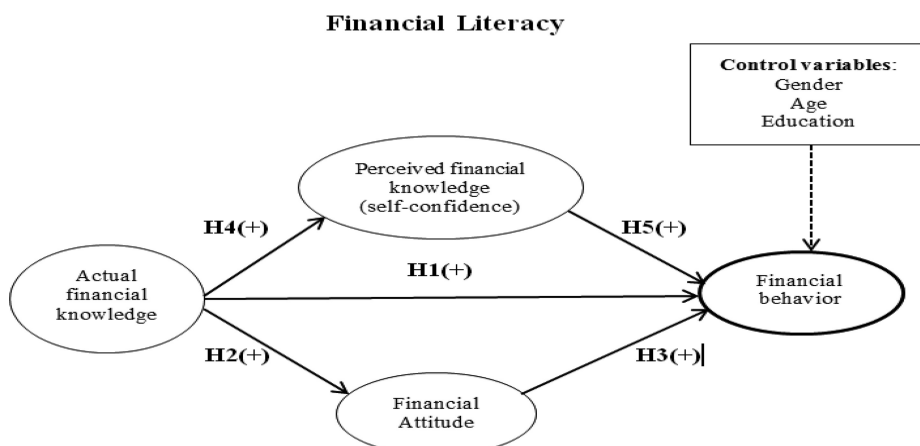 Financial Literacy
Control variables:
Gender
Age
Education
Perceived financial
knowledge
(self-confidence)
H4(+)
H5(+)
H1(+)
Actual
financial
knowledge
Financial
behavior
H2(+)
H3(+)
Financial
Attitude